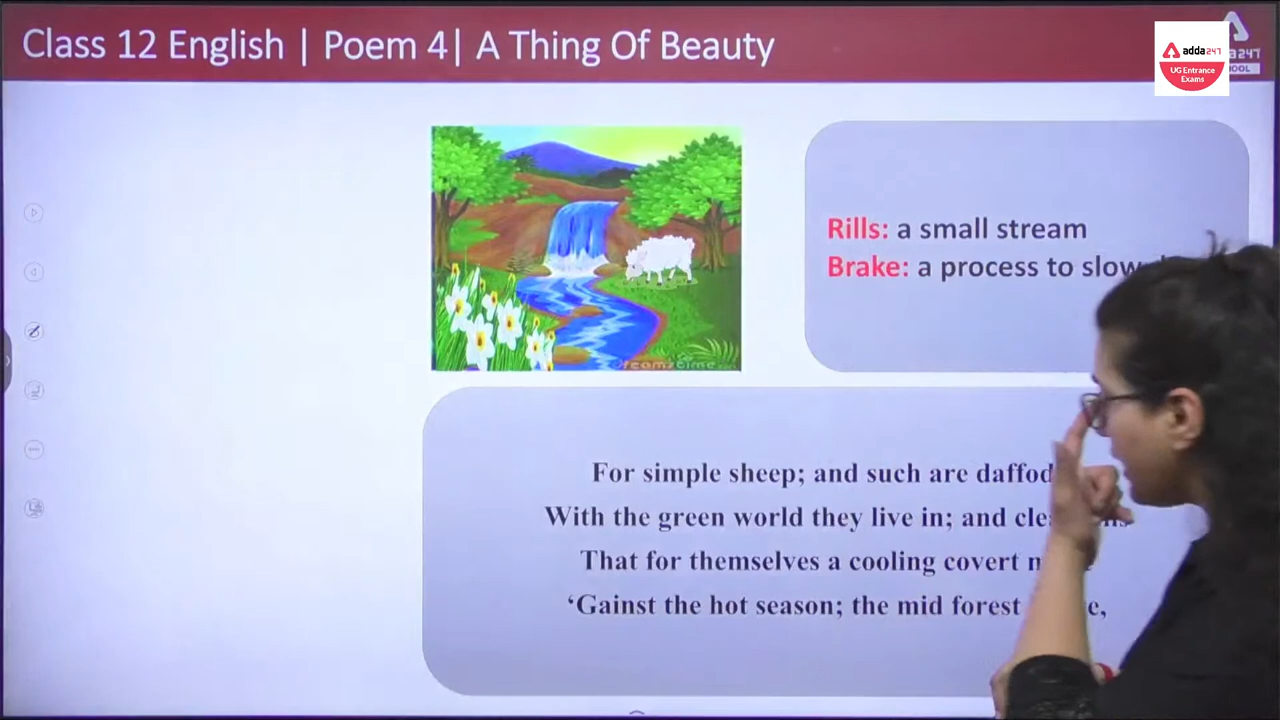 Class 12 English | Poem 4| A Thing Of Beauty
adda247
UG Entrance
Exams
Rills: a small stream
Brake: a process to slow
dreamstime
For simple sheep; and such are
With the green world they live in; and
That for themselves a cooling covert
‘Gainst the hot season; the mid forest